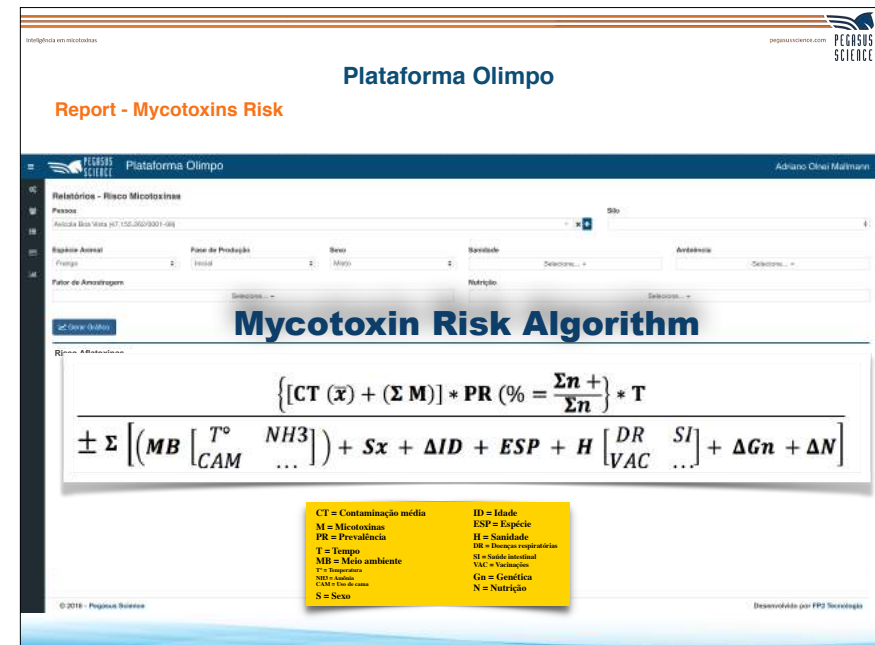 Inteligência em micotoxinas
pegasusscience.com
PEGASUS
SCIENCE
Plataforma Olimpo
Report - Mycotoxins Risk
PEGASUS
SCIENCE
Plataforma Olimpo
Adriano Olnei Mallmann
Relatórios - Risco Micotoxinas
Pessoa
Silo
Espécie Animal
Fase de Produção
Sexo
Sanidade
Ambiência
Frango
Inicial
Misto
Selecione...
Selecione...
Fator de Amostragem
Nutrição
Selecione...
Selecione...
Gerar Gráfico
Mycotoxin Risk Algorithm
{[CT (x̅) + (Σ M)] * PR (% = Σn + / Σn} * T
± Σ [(MB [T° NH3 CAM ...]) + Sx + ΔID + ESP + H [DR SI VAC ...] + ΔGn + ΔN]
CT = Contaminação média
M = Micotoxinas
PR = Prevalência
T = Tempo
MB = Meio ambiente
T° = Temperatura
NH3 = Amônia
CAM = Uso de cama
S = Sexo
ID = Idade
ESP = Espécie
H = Sanidade
DR = Doenças respiratórias
SI = Saúde intestinal
VAC = Vacinações
Gn = Genética
N = Nutrição
© 2016 - Pegasus Science
Desenvolvido por FP2 Tecnologia